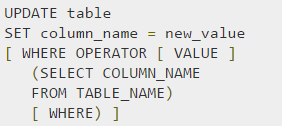 UPDATE table
SET column_name = new_value
[ WHERE OPERATOR [ VALUE ]
(SELECT COLUMN_NAME
FROM TABLE_NAME)
[ WHERE) ]